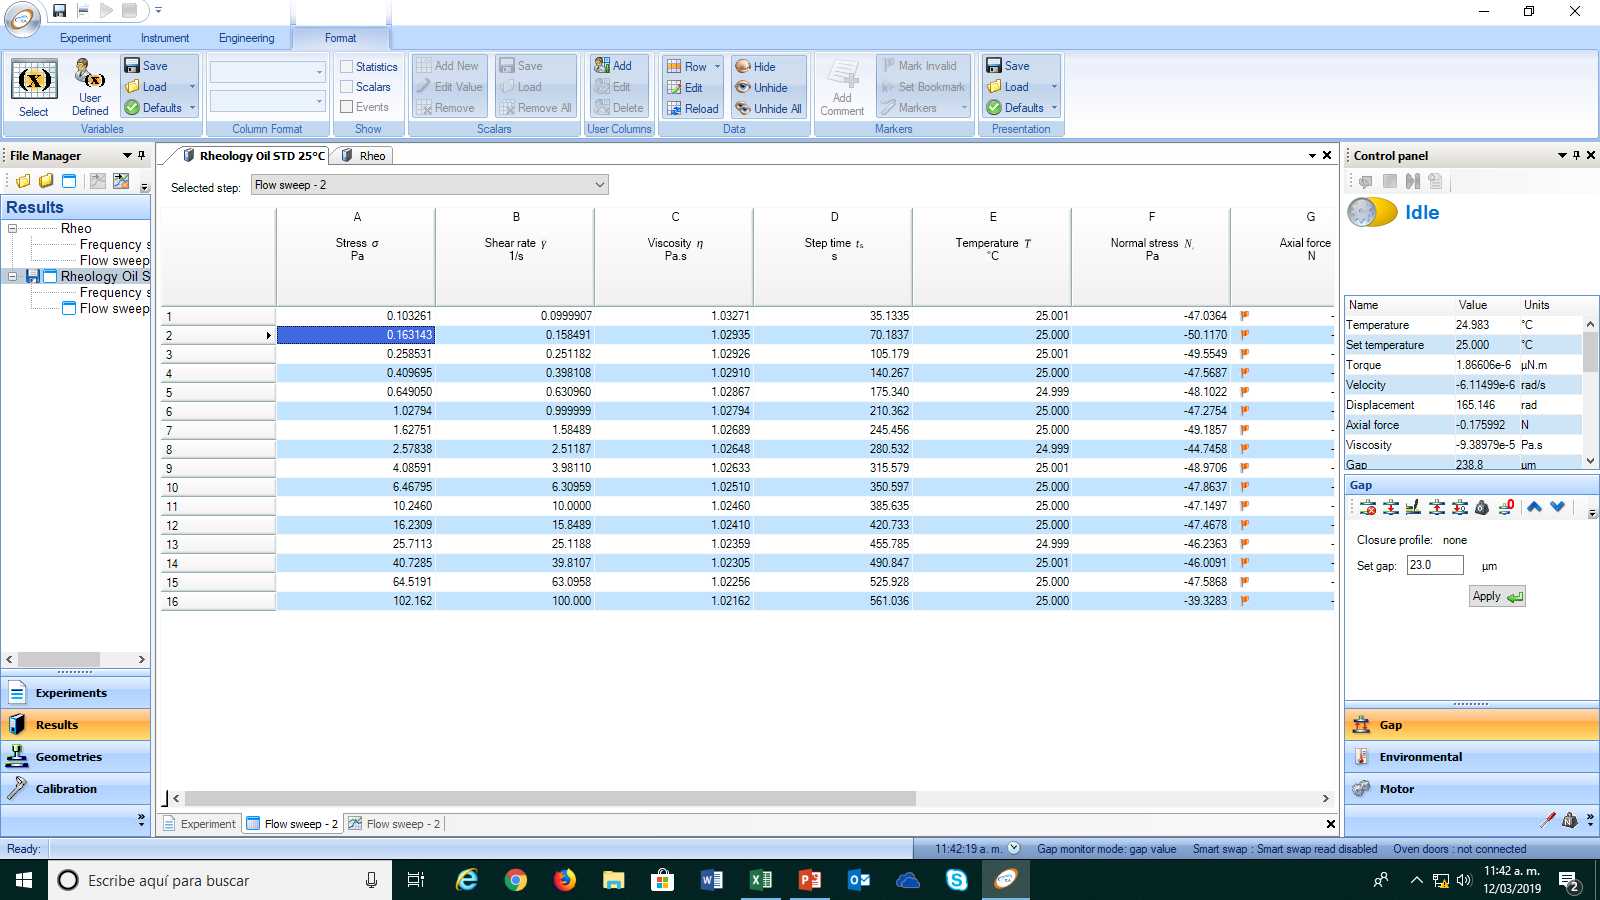 Experiment Instrument Engineering Format
Select
User Defined
Save
Load
Defaults
Variables
Column Format
Statistics
Scalars
Events
Show
Add New
Edit Value
Remove
Save
Load
Remove All
Scalars
Add
Edit
Delete
User Columns
Row
Edit
Reload
Hide
Unhide
Unhide All
Data
Add Comment
Mark Invalid
Set Bookmark
Markers
Markers
Save
Load
Defaults
Presentation
File Manager
Results
Rheo
Frequency s
Flow sweep
Rheology Oil S
Frequency s
Flow sweep
Experiments
Results
Geometries
Calibration
Rheology Oil STD 25°C Rheo
Selected step: Flow sweep - 2
A B C D E F G
Stress σ Shear rate γ̇ Viscosity η Step time ts Temperature T Normal stress N₁ Axial force
Pa 1/s Pa.s s °C Pa N
1 0.103261 0.0999907 1.03271 35.1335 25.001 -47.0364 -
2 0.163143 0.158491 1.02935 70.1837 25.000 -50.1170 -
3 0.258531 0.251182 1.02926 105.179 25.001 -49.5549 -
4 0.409695 0.398108 1.02910 140.267 25.000 -47.5687 -
5 0.649050 0.630960 1.02867 175.340 24.999 -48.1022 -
6 1.02794 0.999999 1.02794 210.362 25.000 -47.2754 -
7 1.62751 1.58489 1.02689 245.456 25.000 -49.1857 -
8 2.57838 2.51187 1.02648 280.532 24.999 -44.7458 -
9 4.08591 3.98110 1.02633 315.579 25.001 -48.9706 -
10 6.46795 6.30959 1.02510 350.597 25.000 -47.8637 -
11 10.2460 10.0000 1.02460 385.635 25.000 -47.1497 -
12 16.2309 15.8489 1.02410 420.733 25.000 -47.4678 -
13 25.7113 25.1188 1.02359 455.785 24.999 -46.2363 -
14 40.7285 39.8107 1.02305 490.847 25.001 -46.0091 -
15 64.5191 63.0958 1.02256 525.928 25.000 -47.5868 -
16 102.162 100.000 1.02162 561.036 25.000 -39.3283 -
Experiment Flow sweep - 2 Flow sweep - 2
Control panel
Idle
Name Value Units
Temperature 24.983 °C
Set temperature 25.000 °C
Torque 1.86606e-6 µN.m
Velocity -6.11499e-6 rad/s
Displacement 165.146 rad
Axial force -0.175992 N
Viscosity -9.38979e-5 Pa.s
Gap 238.8 µm
Gap
Closure profile: none
Set gap: 23.0 µm
Apply
Gap
Environmental
Motor
Ready: 11:42:19 a. m. Gap monitor mode: gap value Smart swap : Smart swap read disabled Oven doors : not connected
Escribe aquí para buscar
11:42 a. m.
12/03/2019
2